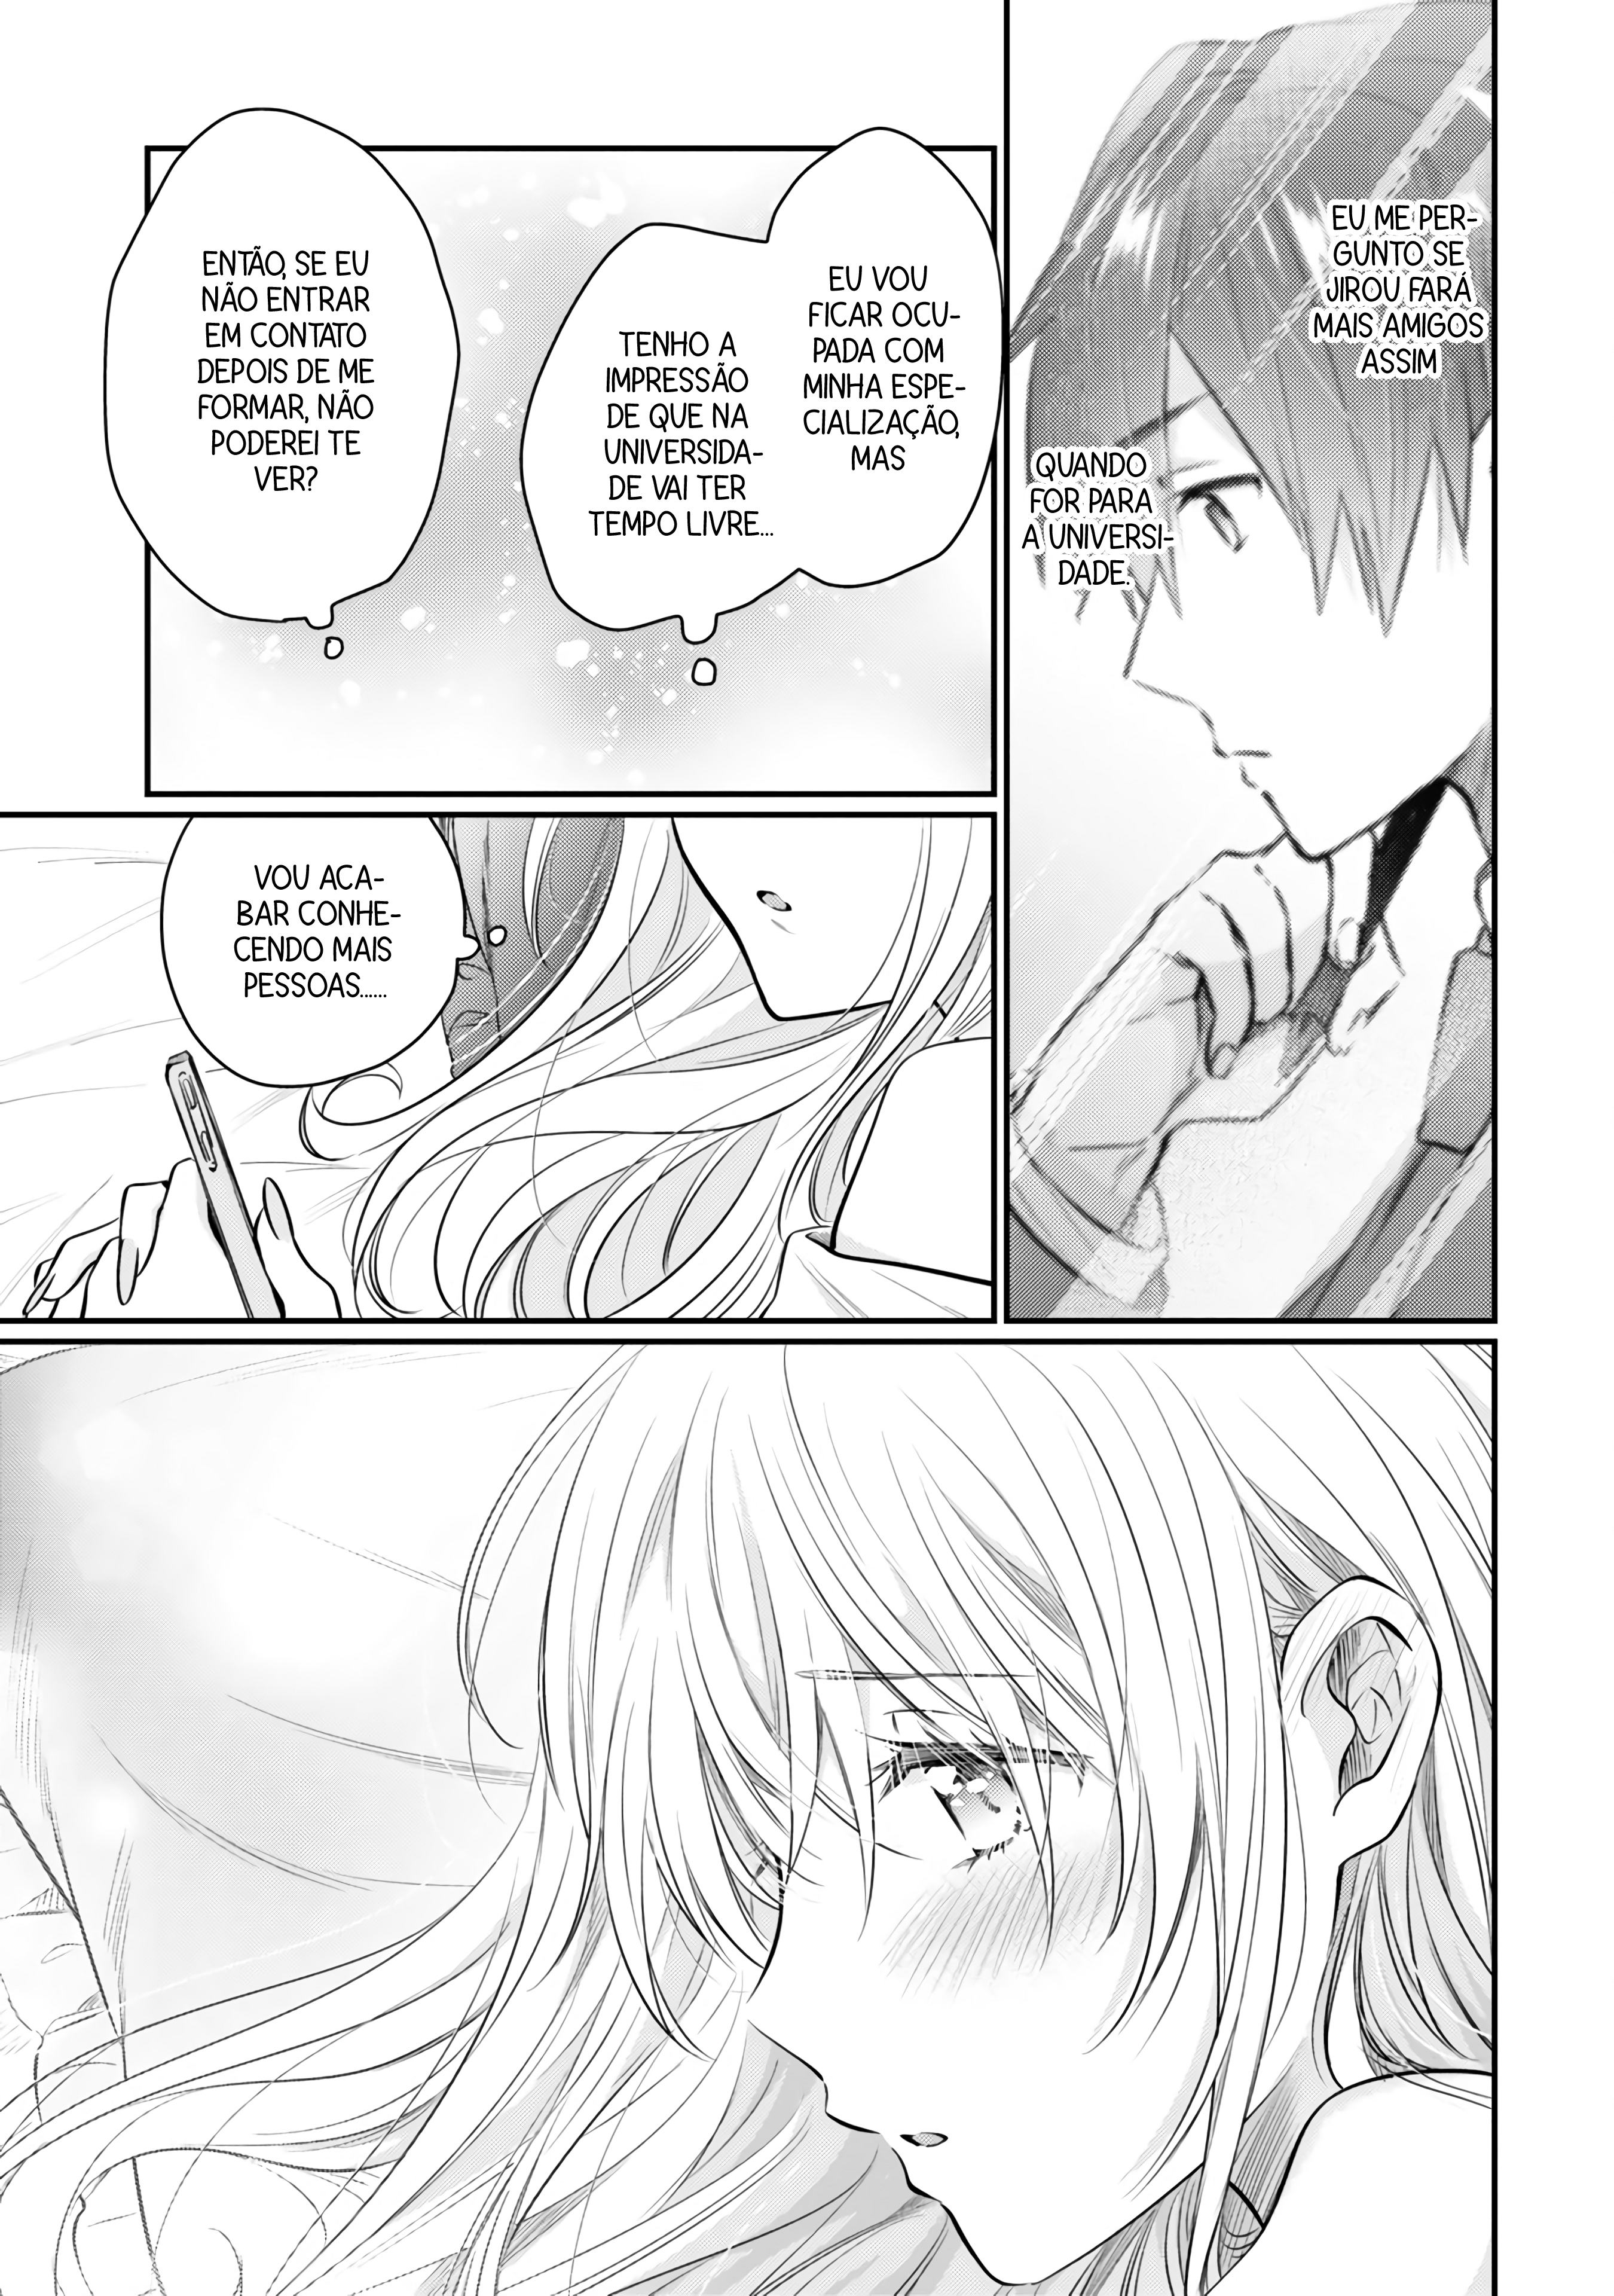 EU ME PER-
GUNTO SE
JIROU FARÁ
MAIS AMIGOS
ASSIM
QUANDO
FOR PARA
A UNIVERSI-
DADE.
EU VOU
FICAR OCU-
PADA COM
MINHA ESPE-
CIALIZAÇÃO,
MAS
TENHO A
IMPRESSÃO
DE QUE NA
UNIVERSIDA-
DE VAI TER
TEMPO LIVRE...
ENTÃO, SE EU
NÃO ENTRAR
EM CONTATO
DEPOIS DE ME
FORMAR, NÃO
PODEREI TE
VER?
VOU ACA-
BAR CONHE-
CENDO MAIS
PESSOAS......